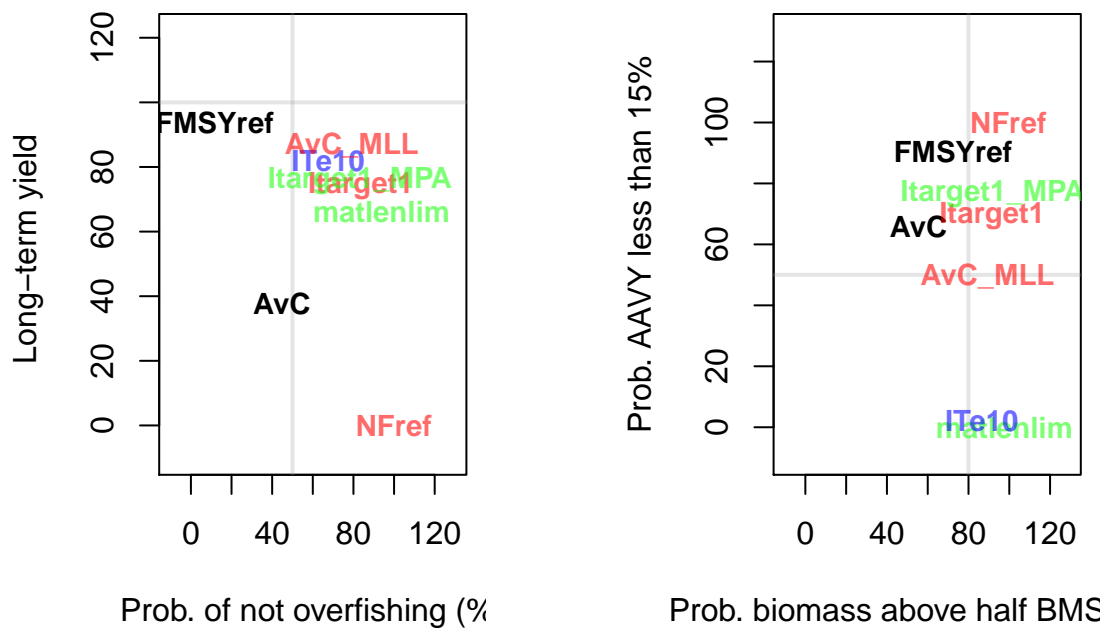 Long−term yield
0 20 40 60 80 120
FMSYref
AvC_MLL
ITe10
Itarget1_MPA
Itarget1
matlenlim
AvC
NFref
0 40 80 120
Prob. of not overfishing (%
Prob. AAVY less than 15%
0 20 60 100
NFref
FMSYref
Itarget1_MPA
Itarget1
AvC
AvC_MLL
ITe10
matlenlim
0 40 80 120
Prob. biomass above half BMS